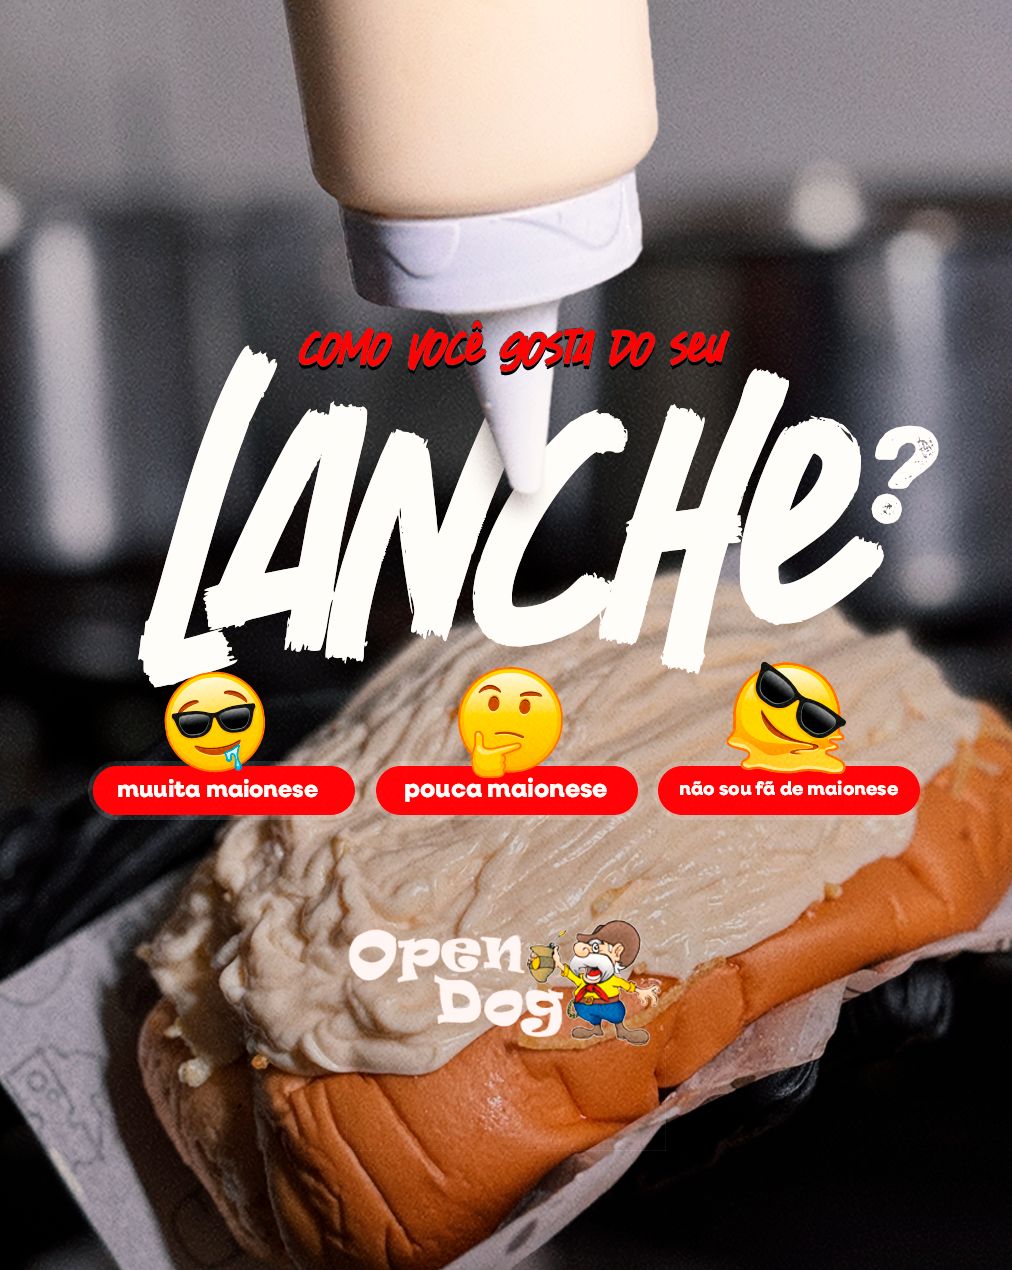 COMO VOCÊ GOSTA DO SEU
LANCHE?
muuita maionese
pouca maionese
não sou fã de maionese
Open
Dog